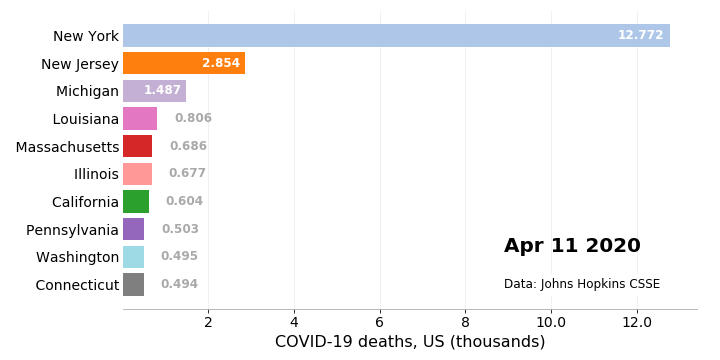 New York 12.772
New Jersey 2.854
Michigan 1.487
Louisiana 0.806
Massachusetts 0.686
Illinois 0.677
California 0.604
Pennsylvania 0.503
Washington 0.495
Connecticut 0.494
Apr 11 2020
Data: Johns Hopkins CSSE
2 4 6 8 10.0 12.0
COVID-19 deaths, US (thousands)